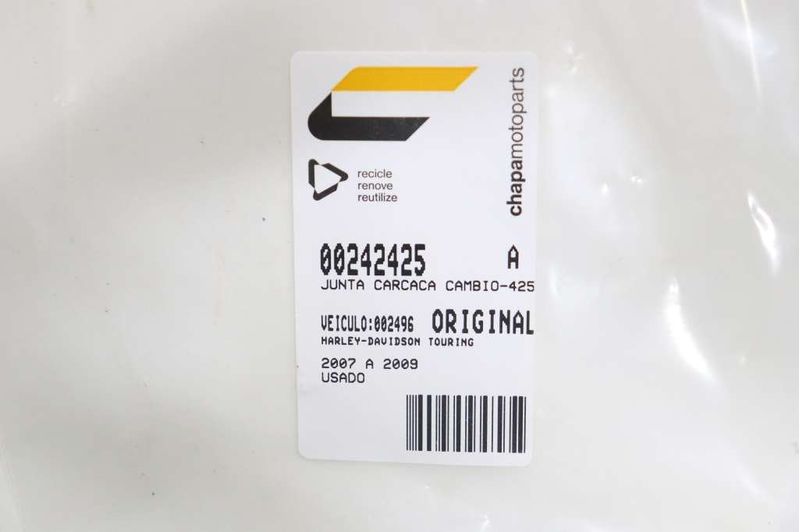 chapamotoparts
recicle
renove
reutilize
00242425 A
JUNTA CARCACA CAMBIO-425
VEICULO:002496 ORIGINAL
HARLEY-DAVIDSON TOURING
2007 A 2009
USADO